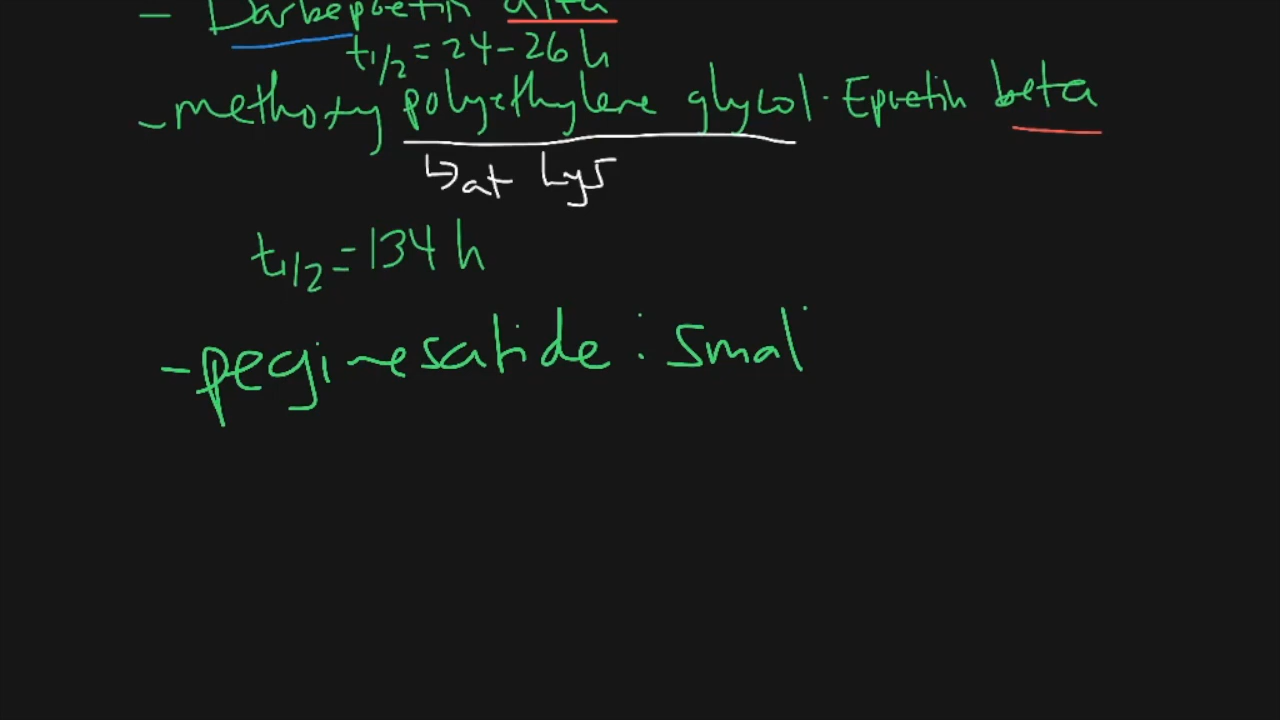 - Darbepoetin alfa
t1/2 = 24-26 h
- methoxy polyethylene glycol · Epoetin beta
↳ at Lys
t1/2 = 134 h
- peginesatide : smal